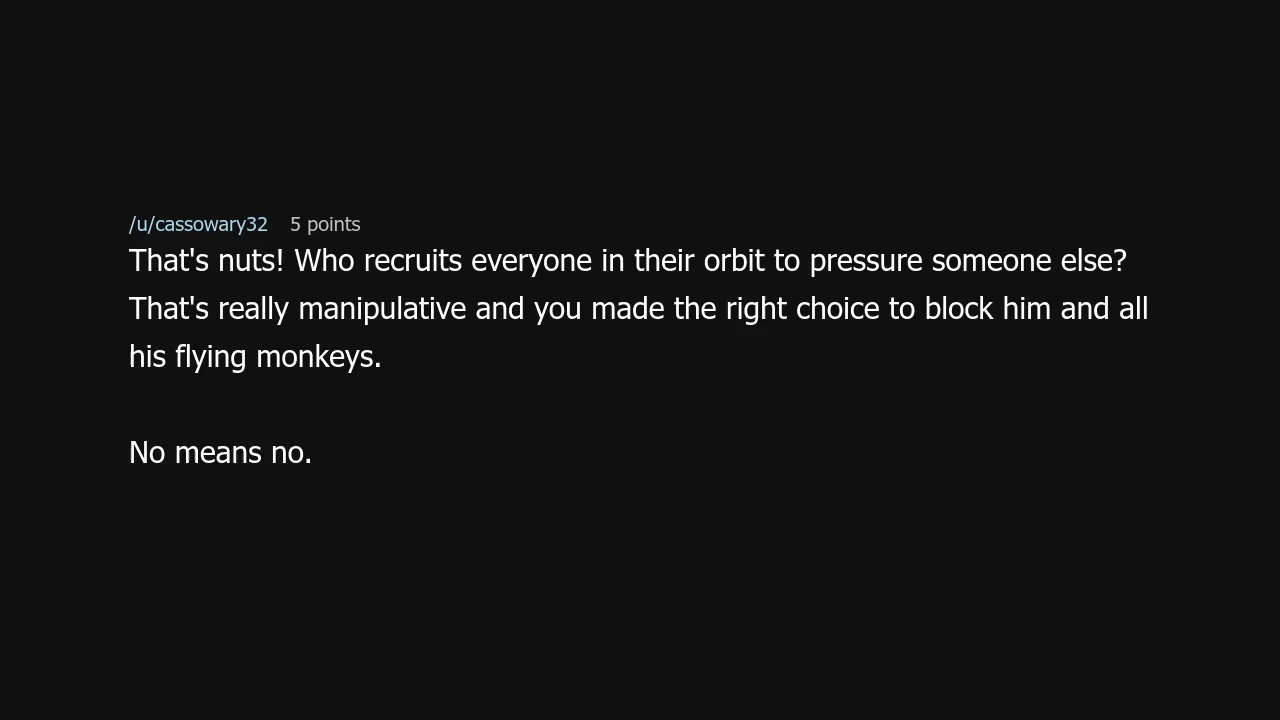 /u/cassowary32 5 points
That's nuts! Who recruits everyone in their orbit to pressure someone else?
That's really manipulative and you made the right choice to block him and all
his flying monkeys.
No means no.